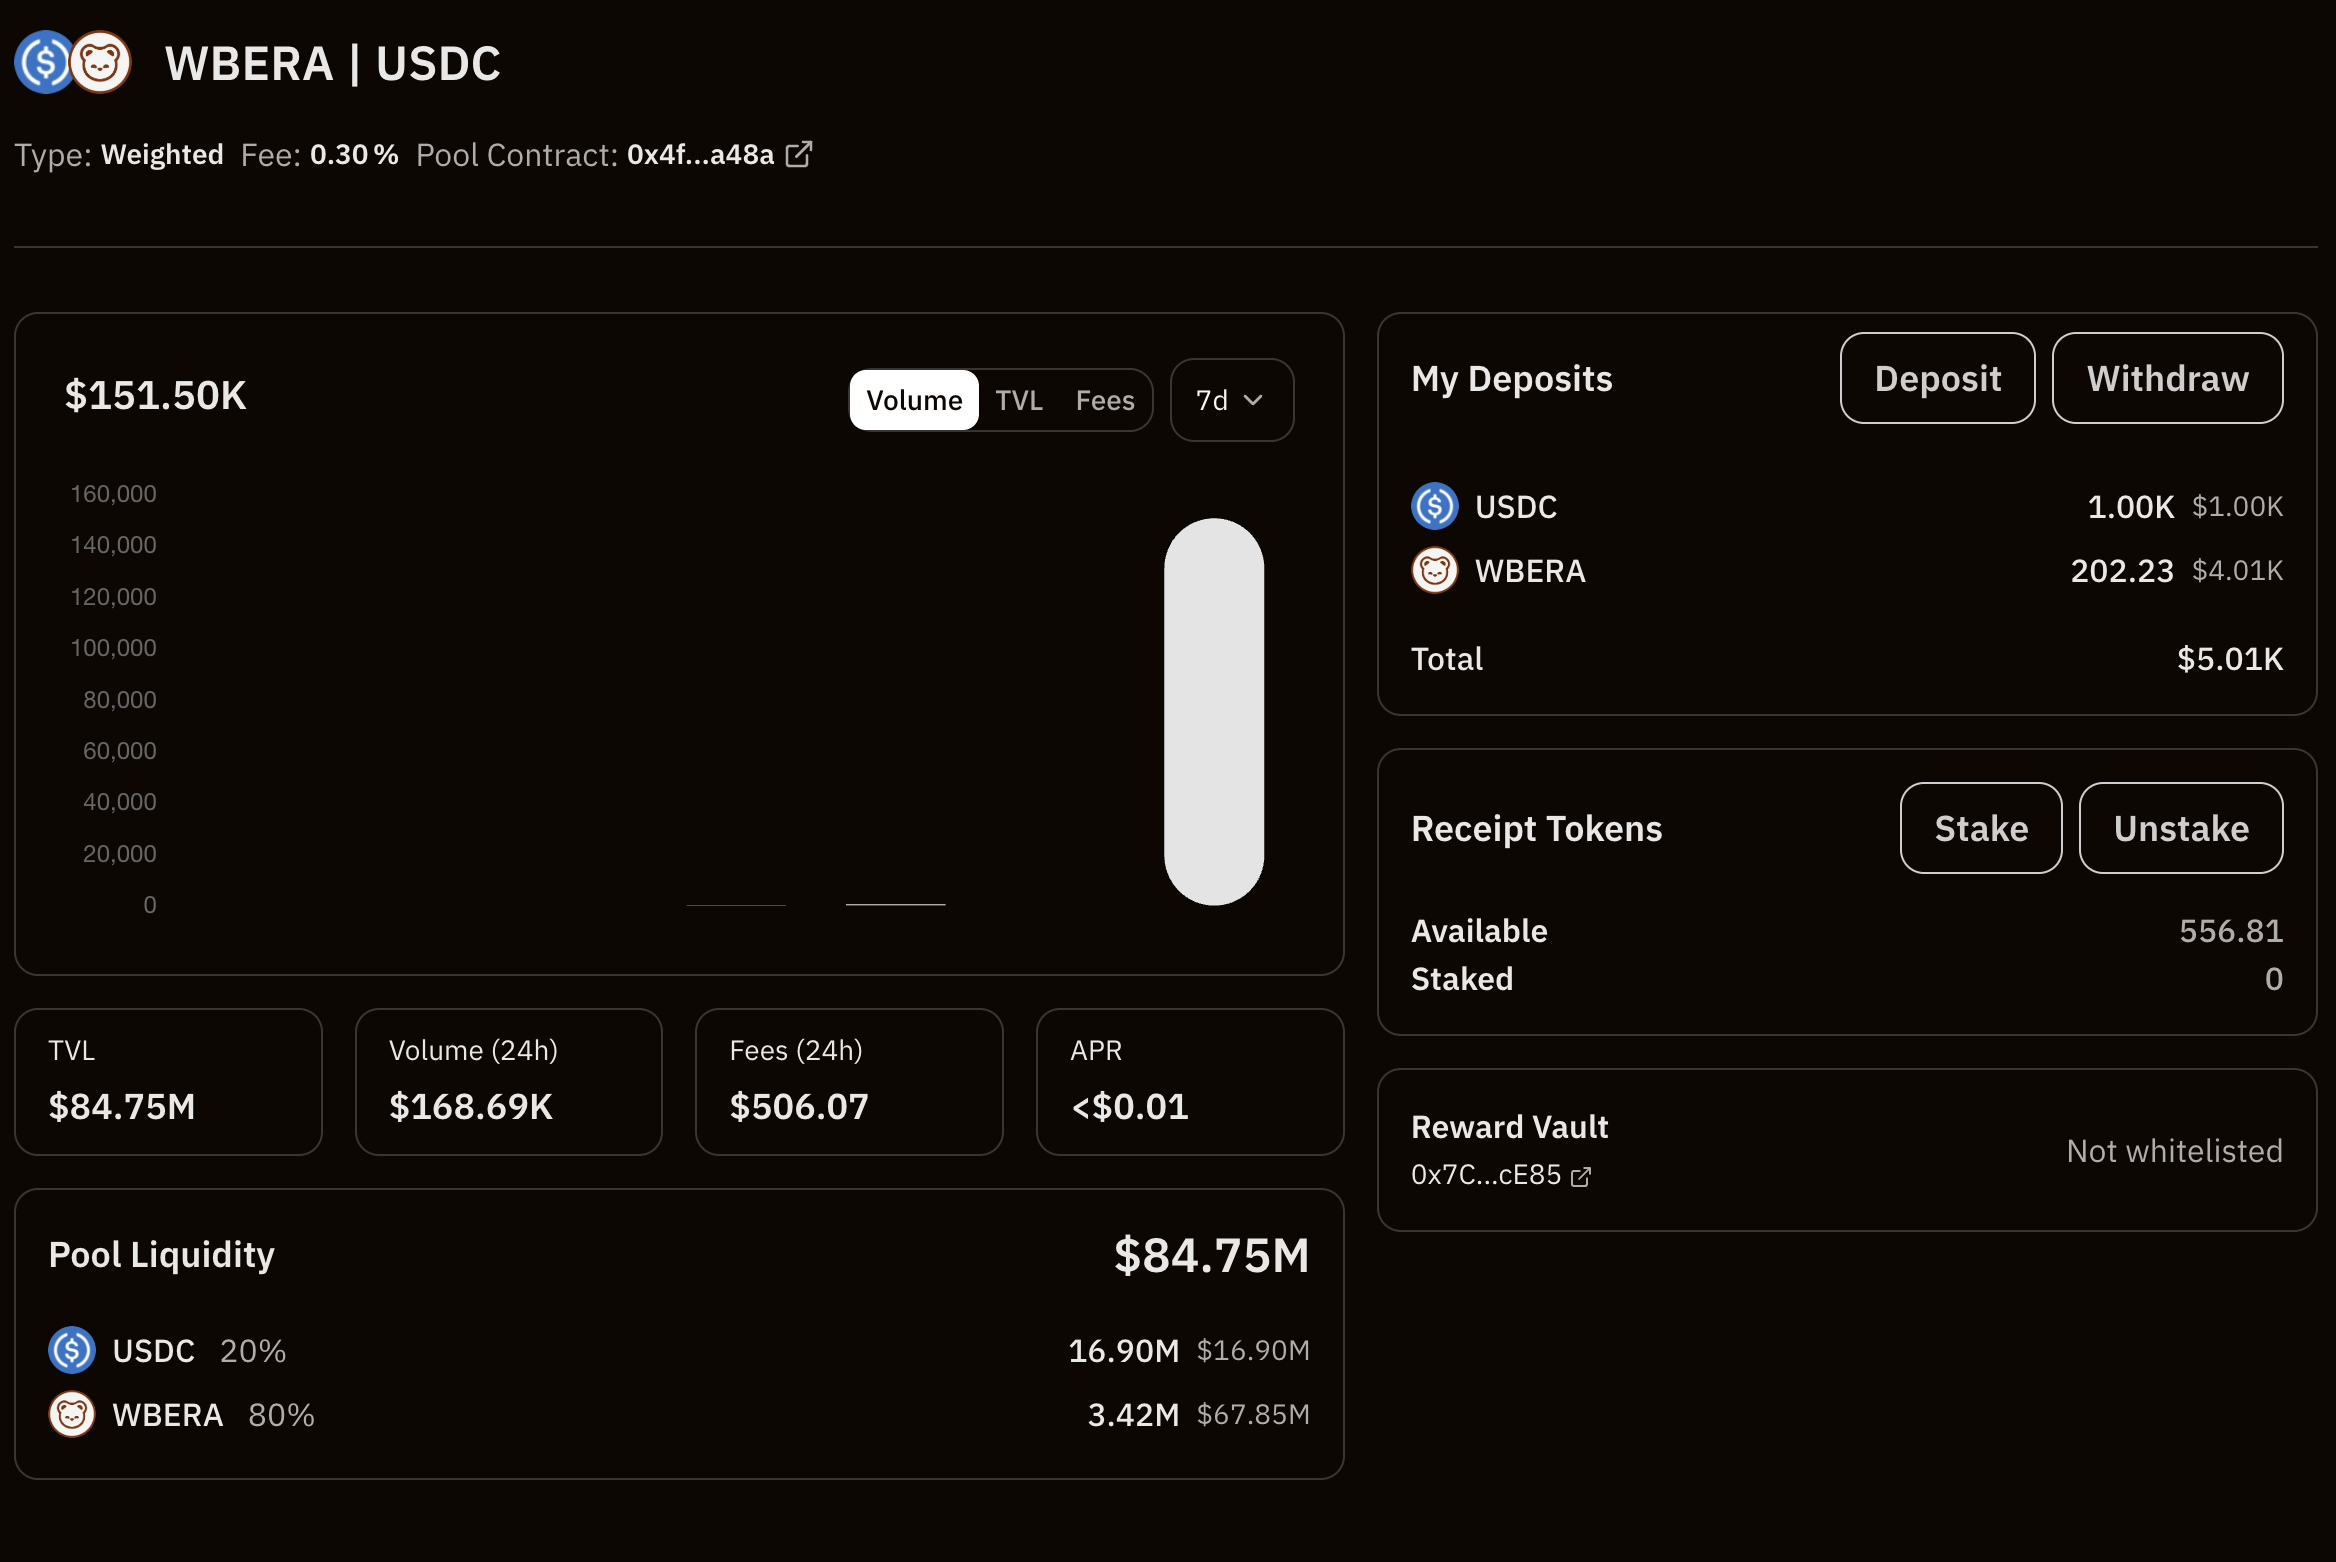 WBERA | USDC
Type: Weighted Fee: 0.30 % Pool Contract: 0x4f...a48a
$151.50K
Volume TVL Fees 7d
160,000
140,000
120,000
100,000
80,000
60,000
40,000
20,000
0
TVL
$84.75M
Volume (24h)
$168.69K
Fees (24h)
$506.07
APR
<$0.01
Pool Liquidity $84.75M
USDC 20% 16.90M $16.90M
WBERA 80% 3.42M $67.85M
My Deposits Deposit Withdraw
USDC 1.00K $1.00K
WBERA 202.23 $4.01K
Total $5.01K
Receipt Tokens Stake Unstake
Available 556.81
Staked 0
Reward Vault
0x7C...cE85
Not whitelisted